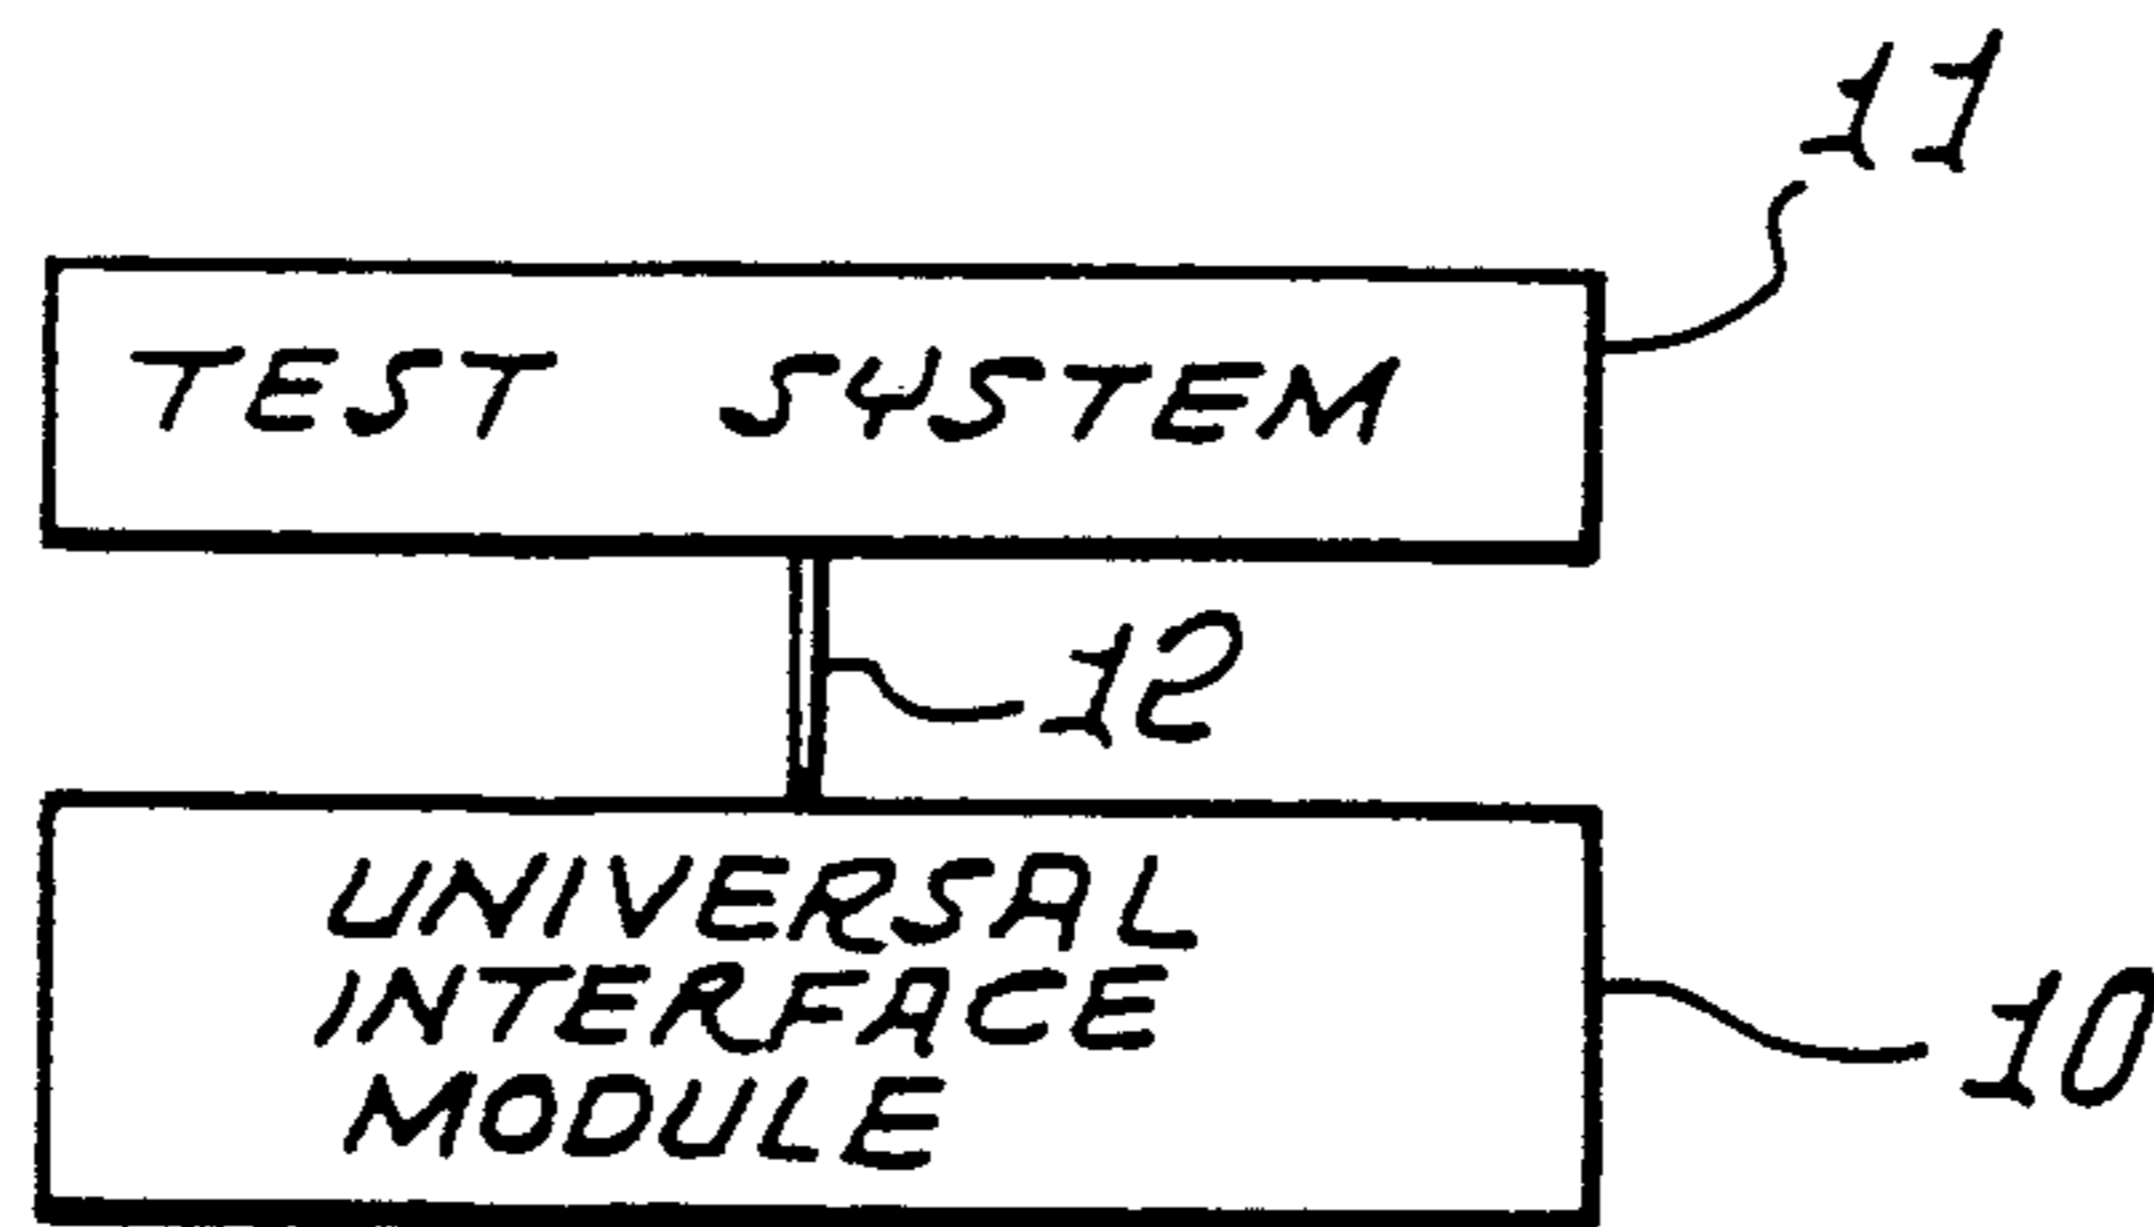 11
TEST SYSTEM
12
UNIVERSAL
INTERFACE
MODULE
10